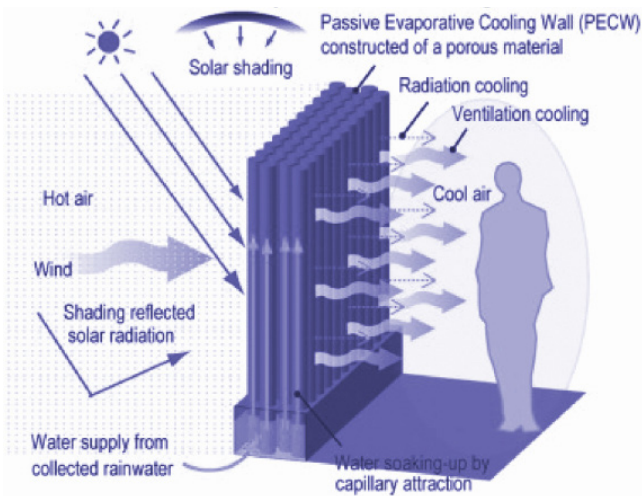 Passive Evaporative Cooling Wall (PECW)
constructed of a porous material
Solar shading
Radiation cooling
Ventilation cooling
Hot air
Cool air
Wind
Shading reflected
solar radiation
Water supply from
collected rainwater
Water soaking-up by
capillary attraction